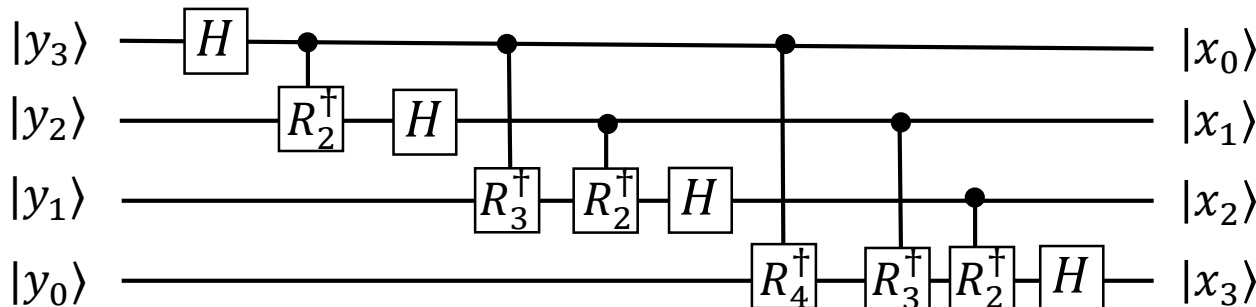 |y₃⟩ H |x₀⟩
|y₂⟩ R₂† H |x₁⟩
|y₁⟩ R₃† R₂† H |x₂⟩
|y₀⟩ R₄† R₃† R₂† H |x₃⟩